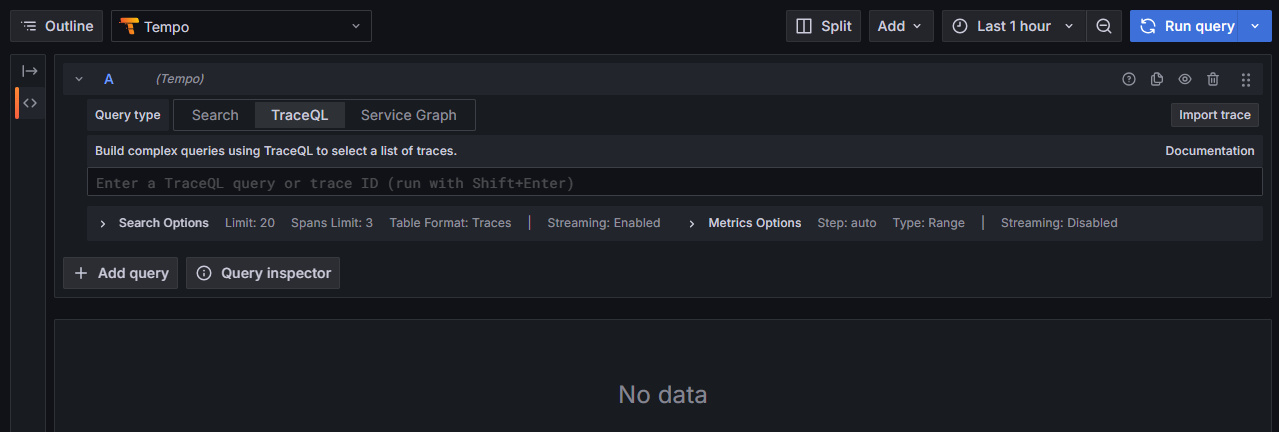 Outline Tempo Split Add Last 1 hour Run query
A (Tempo)
Query type Search TraceQL Service Graph Import trace
Build complex queries using TraceQL to select a list of traces. Documentation
Enter a TraceQL query or trace ID (run with Shift+Enter)
Search Options Limit: 20 Spans Limit: 3 Table Format: Traces | Streaming: Enabled Metrics Options Step: auto Type: Range | Streaming: Disabled
+ Add query Query inspector
No data